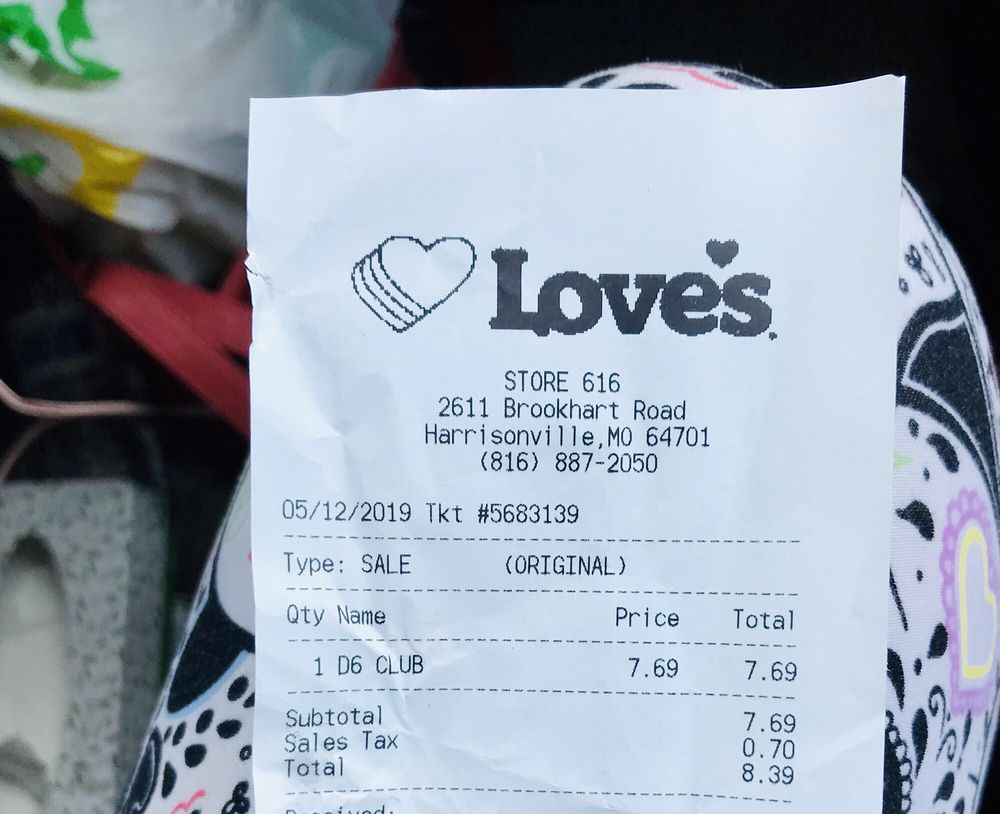 Love's
STORE 616
2611 Brookhart Road
Harrisonville,MO 64701
(816) 887-2050
05/12/2019 Tkt #5683139
Type: SALE (ORIGINAL)
Qty Name Price Total
1 D6 CLUB 7.69 7.69
Subtotal 7.69
Sales Tax 0.70
Total 8.39
Received: